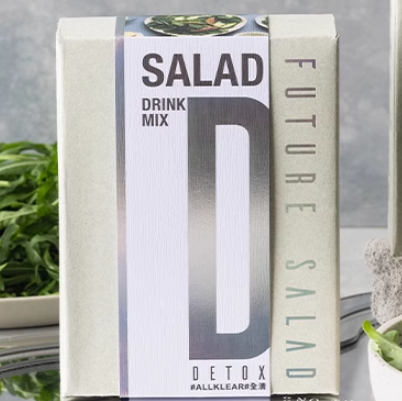 SALAD
DRINK
MIX
D
DETOX
#ALLKLEAR#全清
FUTURE SALAD